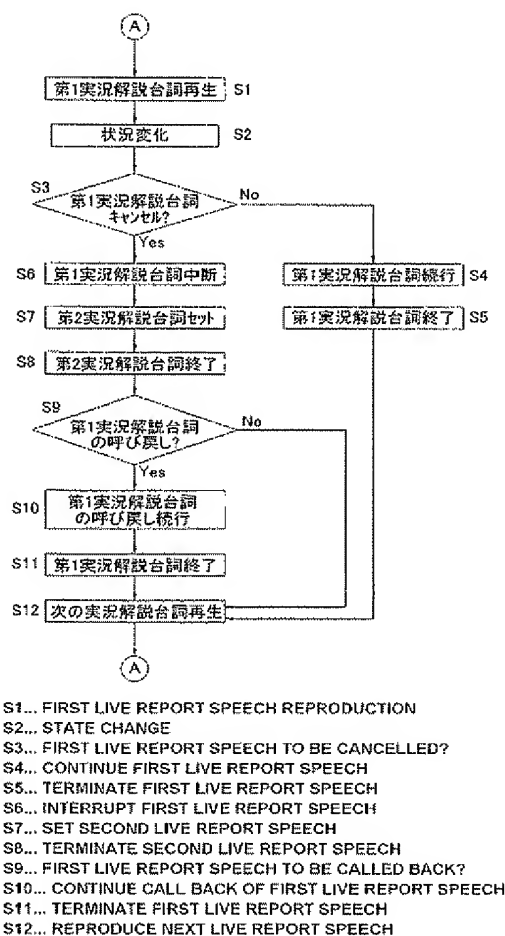 A
第1実況解説台詞再生 S1
状況変化 S2
S3
第1実況解説台詞
キャンセル?
No
Yes
S6 第1実況解説台詞中断
第1実況解説台詞続行 S4
S7 第2実況解説台詞セット
第1実況解説台詞終了 S5
S8 第2実況解説台詞終了
S9
第1実況解説台詞
の呼び戻し?
No
Yes
S10 第1実況解説台詞
の呼び戻し続行
S11 第1実況解説台詞終了
S12 次の実況解説台詞再生
A
S1... FIRST LIVE REPORT SPEECH REPRODUCTION
S2... STATE CHANGE
S3... FIRST LIVE REPORT SPEECH TO BE CANCELLED?
S4... CONTINUE FIRST LIVE REPORT SPEECH
S5... TERMINATE FIRST LIVE REPORT SPEECH
S6... INTERRUPT FIRST LIVE REPORT SPEECH
S7... SET SECOND LIVE REPORT SPEECH
S8... TERMINATE SECOND LIVE REPORT SPEECH
S9... FIRST LIVE REPORT SPEECH TO BE CALLED BACK?
S10... CONTINUE CALL BACK OF FIRST LIVE REPORT SPEECH
S11... TERMINATE FIRST LIVE REPORT SPEECH
S12... REPRODUCE NEXT LIVE REPORT SPEECH